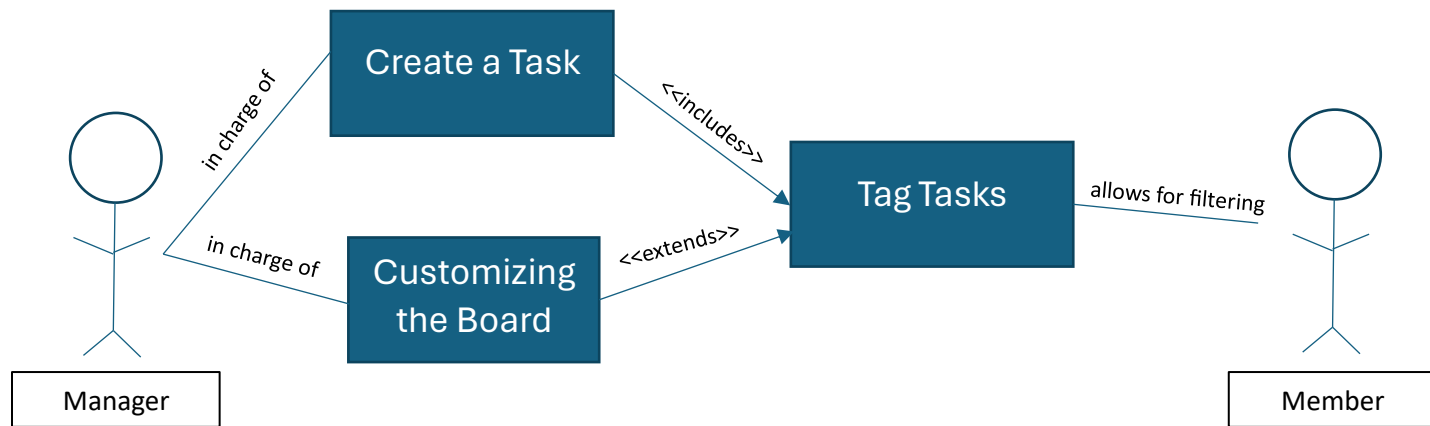 Create a Task
in charge of
<<includes>>
Tag Tasks
allows for filtering
in charge of
<<extends>>
Customizing
the Board
Manager
Member